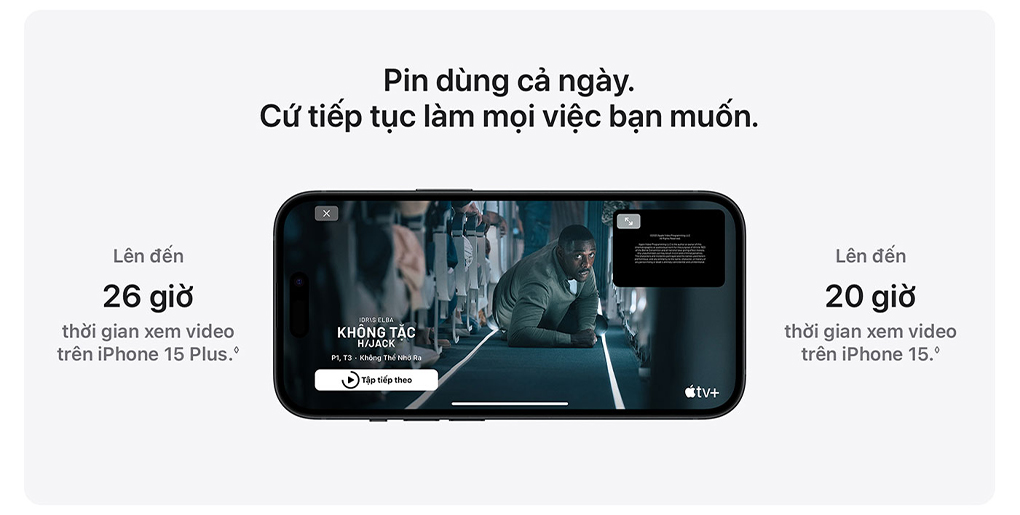 Pin dùng cả ngày.
Cứ tiếp tục làm mọi việc bạn muốn.
Lên đến
26 giờ
thời gian xem video
trên iPhone 15 Plus.◊
IDRIS ELBA
KHÔNG TẶC
H/JACK
P1, T3 · Không Thể Nhớ Ra
Tập tiếp theo
tv+
Lên đến
20 giờ
thời gian xem video
trên iPhone 15.◊